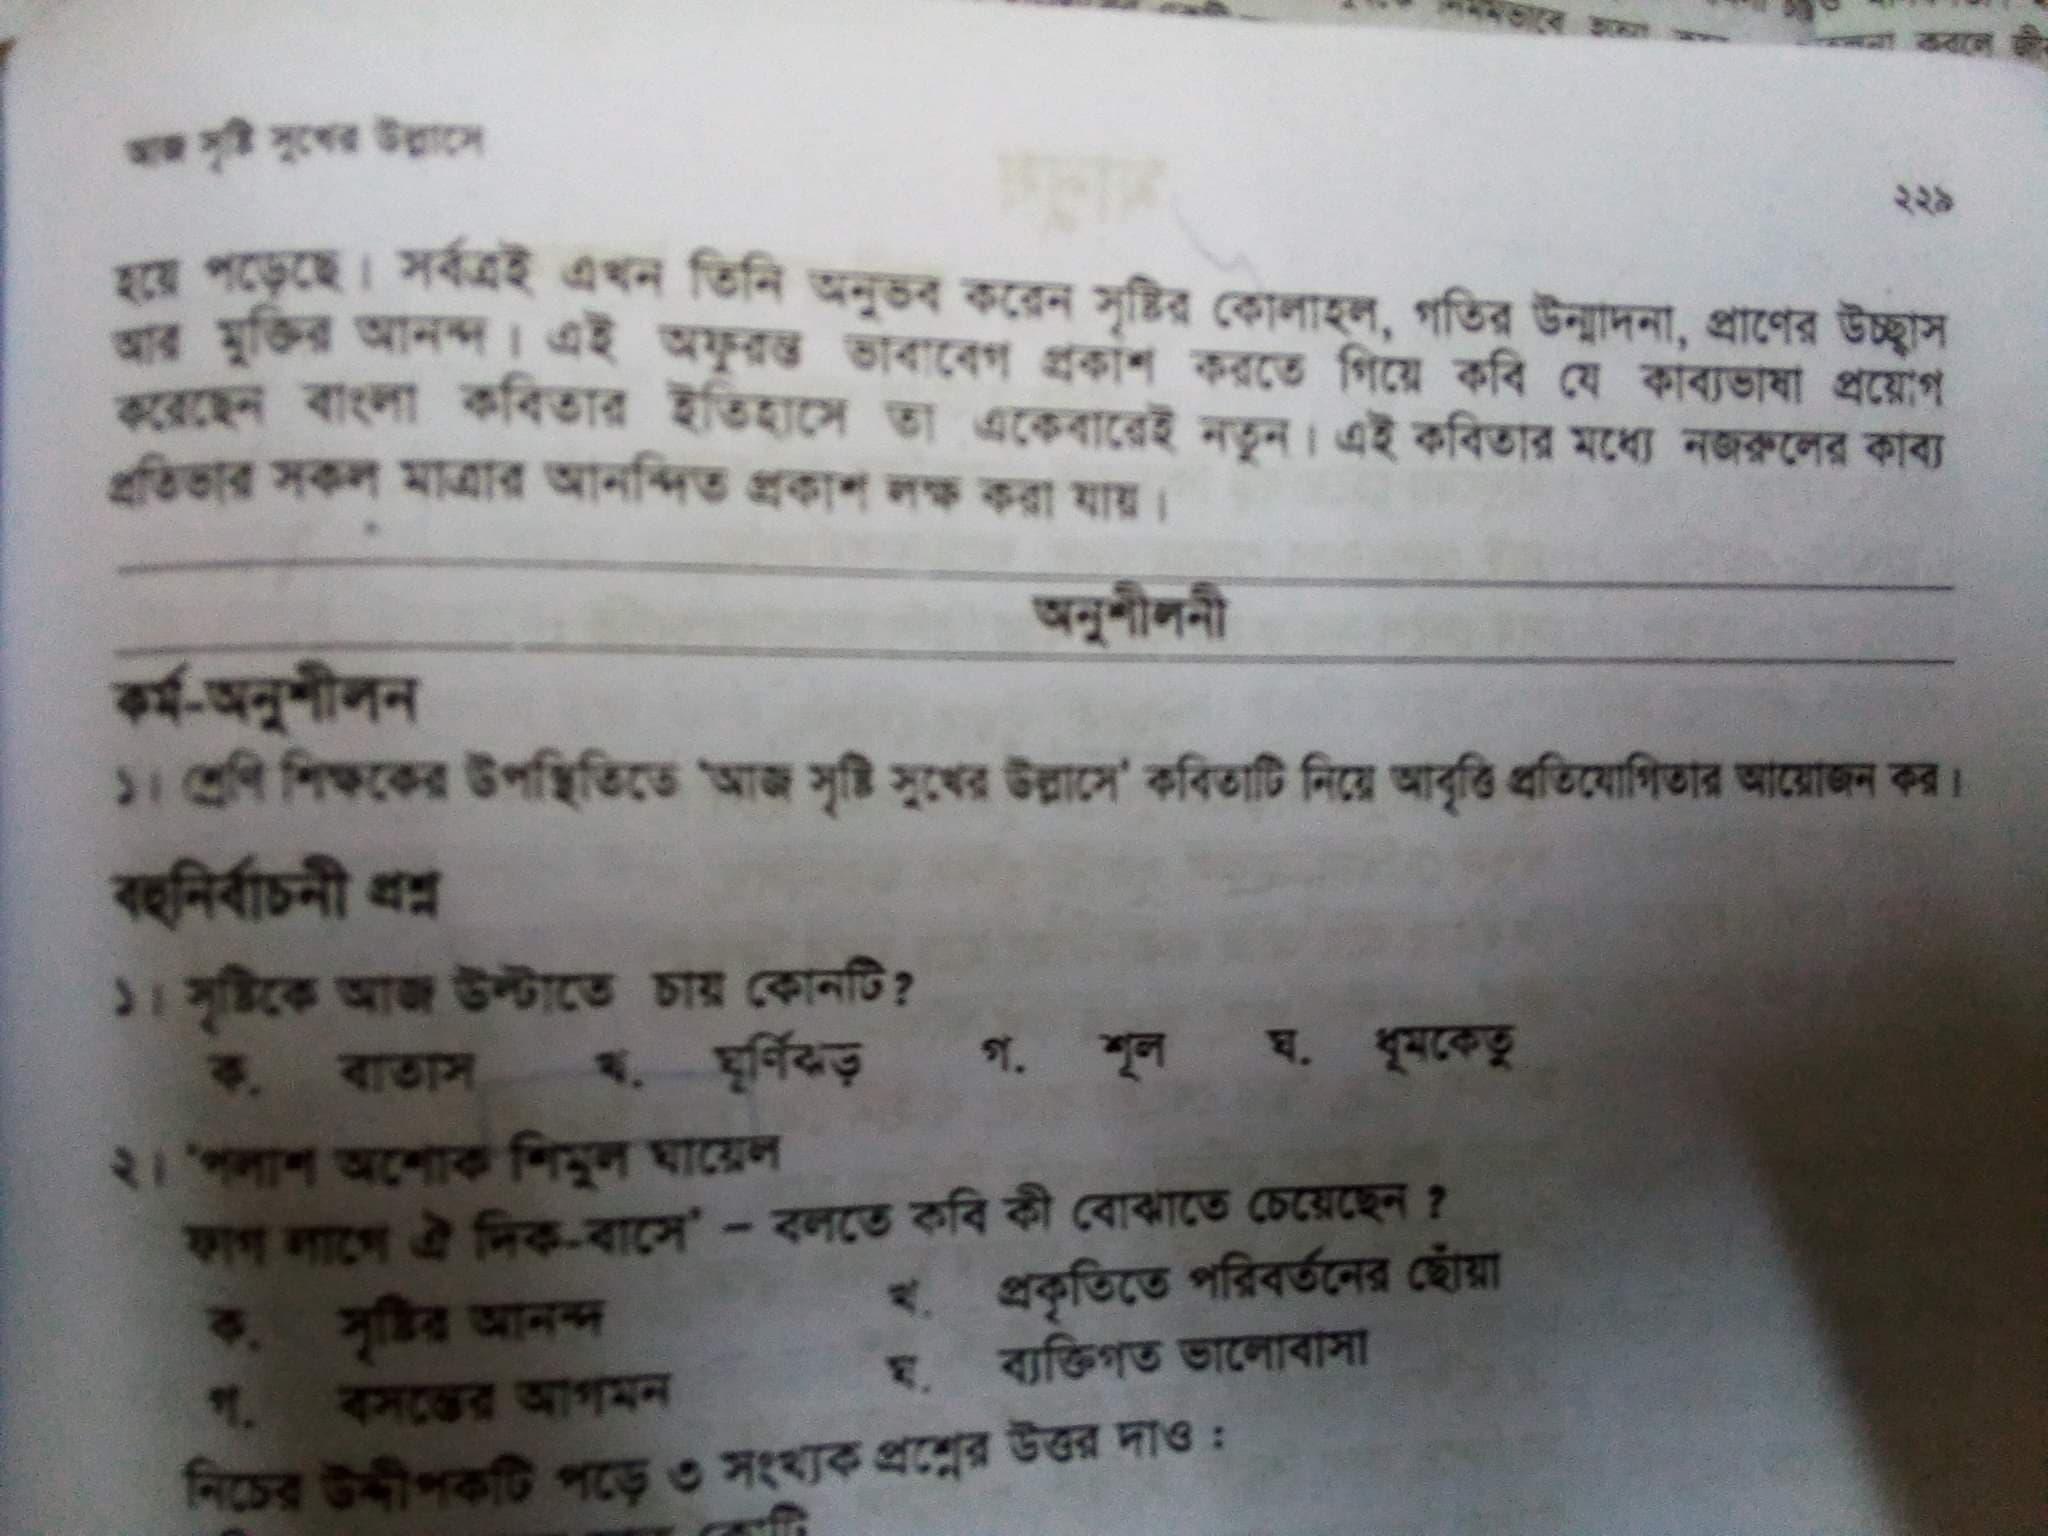 আজ সৃষ্টি সুখের উল্লাসে
২২৯
হয়ে পড়েছে। সর্বত্রই এখন তিনি অনুভব করেন সৃষ্টির কোলাহল, গতির উন্মাদনা, প্রাণের উচ্ছ্বাস
আর মুক্তির আনন্দ। এই অফুরন্ত ভাবাবেগ প্রকাশ করতে গিয়ে কবি যে কাব্যভাষা প্রয়োগ
করেছেন বাংলা কবিতার ইতিহাসে তা একেবারেই নতুন। এই কবিতার মধ্যে নজরুলের কাব্য
প্রতিভার সকল মাত্রার আনন্দিত প্রকাশ লক্ষ করা যায়।
অনুশীলনী
কর্ম-অনুশীলন
১। শ্রেণি শিক্ষকের উপস্থিতিতে ‘আজ সৃষ্টি সুখের উল্লাসে’ কবিতাটি নিয়ে আবৃত্তি প্রতিযোগিতার আয়োজন কর।
বহুনির্বাচনী প্রশ্ন
১। সৃষ্টিকে আজ উল্টাতে চায় কোনটি?
ক. বাতাস খ. ঘূর্ণিঝড় গ. শূল ঘ. ধূমকেতু
২। ‘পলাশ অশোক শিমুল ঘায়েল
ফাগ লাগে ঐ দিক-বাসে’ – বলতে কবি কী বোঝাতে চেয়েছেন ?
ক. সৃষ্টির আনন্দ খ. প্রকৃতিতে পরিবর্তনের ছোঁয়া
গ. বসন্তের আগমন ঘ. ব্যক্তিগত ভালোবাসা
নিচের উদ্দীপকটি পড়ে ৩ সংখ্যক প্রশ্নের উত্তর দাও :